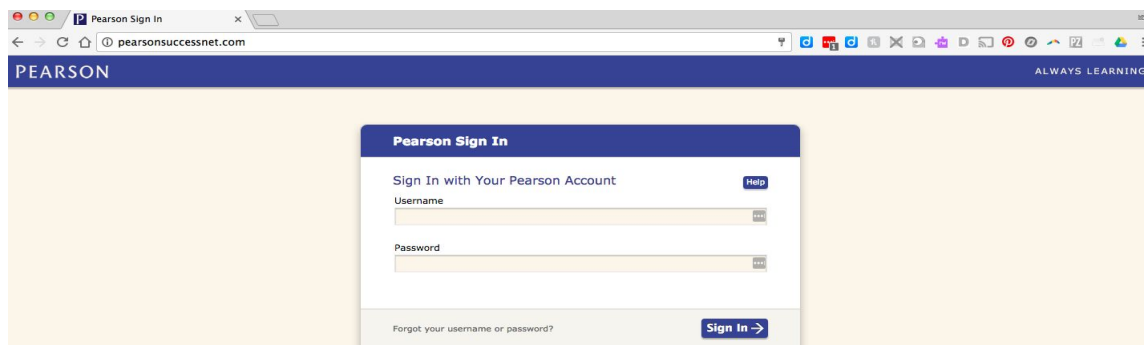 Pearson Sign In
pearsonsuccessnet.com
PEARSON
ALWAYS LEARNING
Pearson Sign In
Sign In with Your Pearson Account
Help
Username
Password
Forgot your username or password?
Sign In →